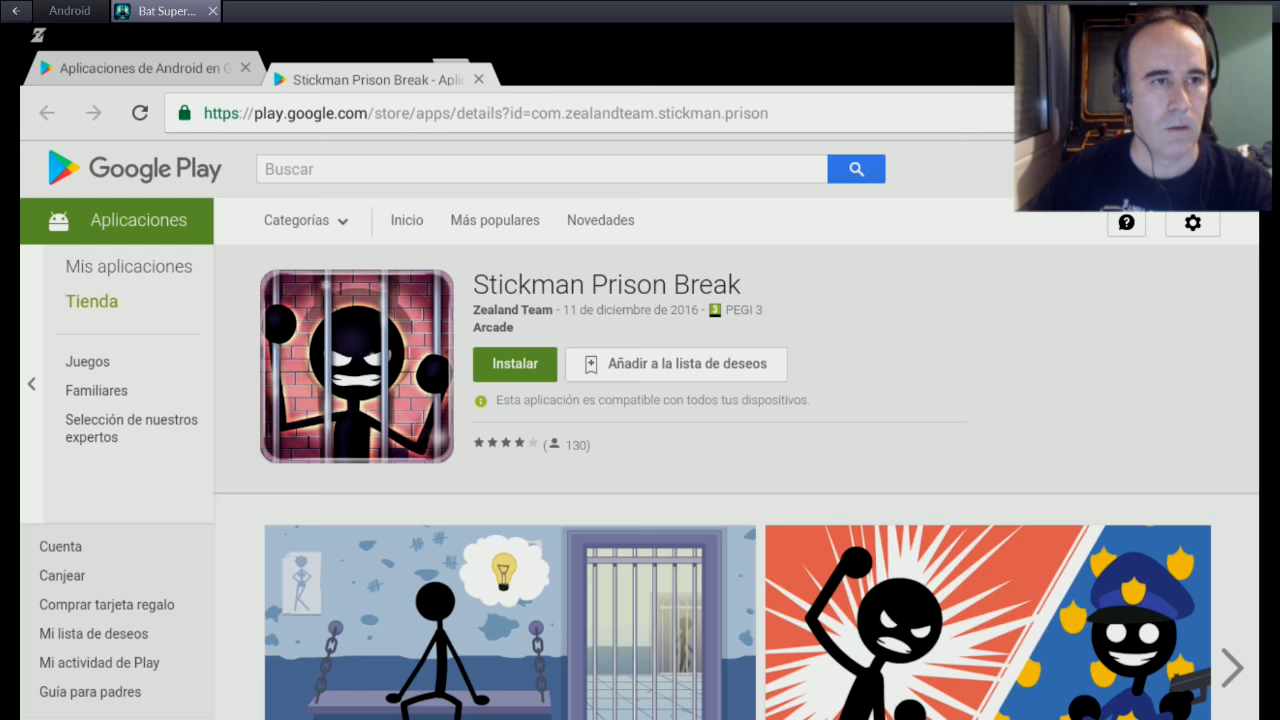 Android
Bat Super...
Aplicaciones de Android en G
Stickman Prison Break - Aplic
https://play.google.com/store/apps/details?id=com.zealandteam.stickman.prison
Google Play
Buscar
Aplicaciones
Categorías
Inicio
Más populares
Novedades
Mis aplicaciones
Tienda
Juegos
Familiares
Selección de nuestros
expertos
Cuenta
Canjear
Comprar tarjeta regalo
Mi lista de deseos
Mi actividad de Play
Guía para padres
Stickman Prison Break
Zealand Team - 11 de diciembre de 2016 - 3 PEGI 3
Arcade
Instalar
Añadir a la lista de deseos
Esta aplicación es compatible con todos tus dispositivos.
(130)